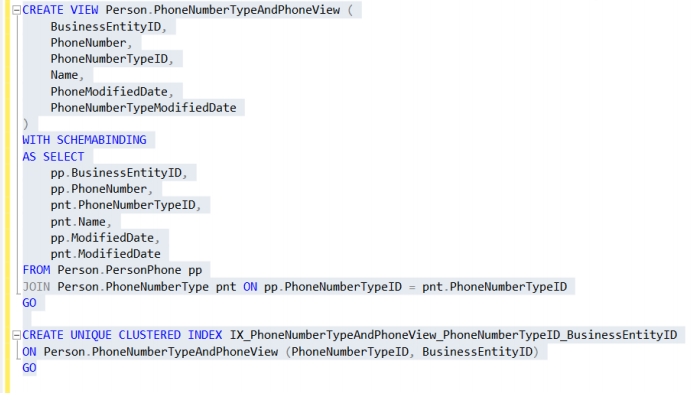 CREATE VIEW Person.PhoneNumberTypeAndPhoneView (
    BusinessEntityID,
    PhoneNumber,
    PhoneNumberTypeID,
    Name,
    PhoneModifiedDate,
    PhoneNumberTypeModifiedDate
)
WITH SCHEMABINDING
AS SELECT
    pp.BusinessEntityID,
    pp.PhoneNumber,
    pnt.PhoneNumberTypeID,
    pnt.Name,
    pp.ModifiedDate,
    pnt.ModifiedDate
FROM Person.PersonPhone pp
JOIN Person.PhoneNumberType pnt ON pp.PhoneNumberTypeID = pnt.PhoneNumberTypeID
GO

CREATE UNIQUE CLUSTERED INDEX IX_PhoneNumberTypeAndPhoneView_PhoneNumberTypeID_BusinessEntityID
ON Person.PhoneNumberTypeAndPhoneView (PhoneNumberTypeID, BusinessEntityID)
GO